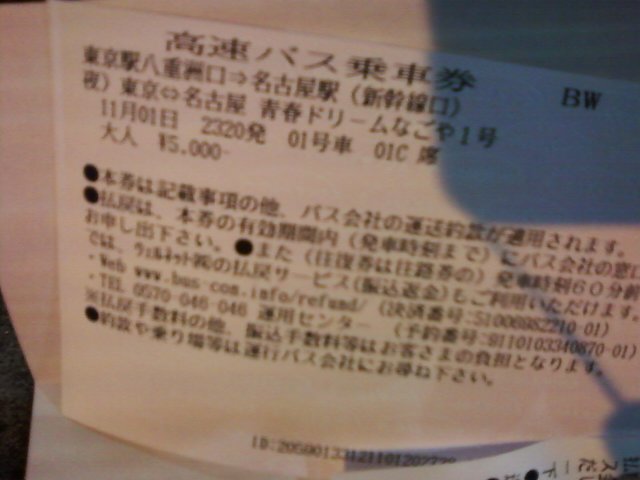 高速バス乗車券 BW
東京駅八重洲口⇒名古屋駅(新幹線口)
夜)東京⇔名古屋 青春ドリームなごや1号
11月01日 2320発 01号車 01C 席
大人 ¥5,000-
●本券は記載事項の他、バス会社の運送約款が適用されます。
●払戻は、本券の有効期間内(発車時刻まで)にバス会社の窓口
お申し出下さい。●また(往復券は往路券の)発車時刻60分前
では、ウェルネット㈱の払戻サービス(振込返金)もご利用いただけます。
・Web www.bus-con.info/refund/ (決済番号:51006882210-01)
・TEL 0570-046-046 運用センター (予約番号:8110103340870-01)
※払戻手数料の他、振込手数料等はお客さまの負担となります。
●約款や乗り場等は運行バス会社にお尋ね下さい。